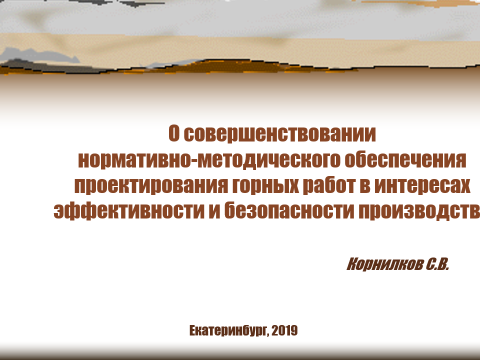 О совершенствовании
нормативно-методического обеспечения
проектирования горных работ в интересах
эффективности и безопасности производств
Корнилков С.В.
Екатеринбург, 2019